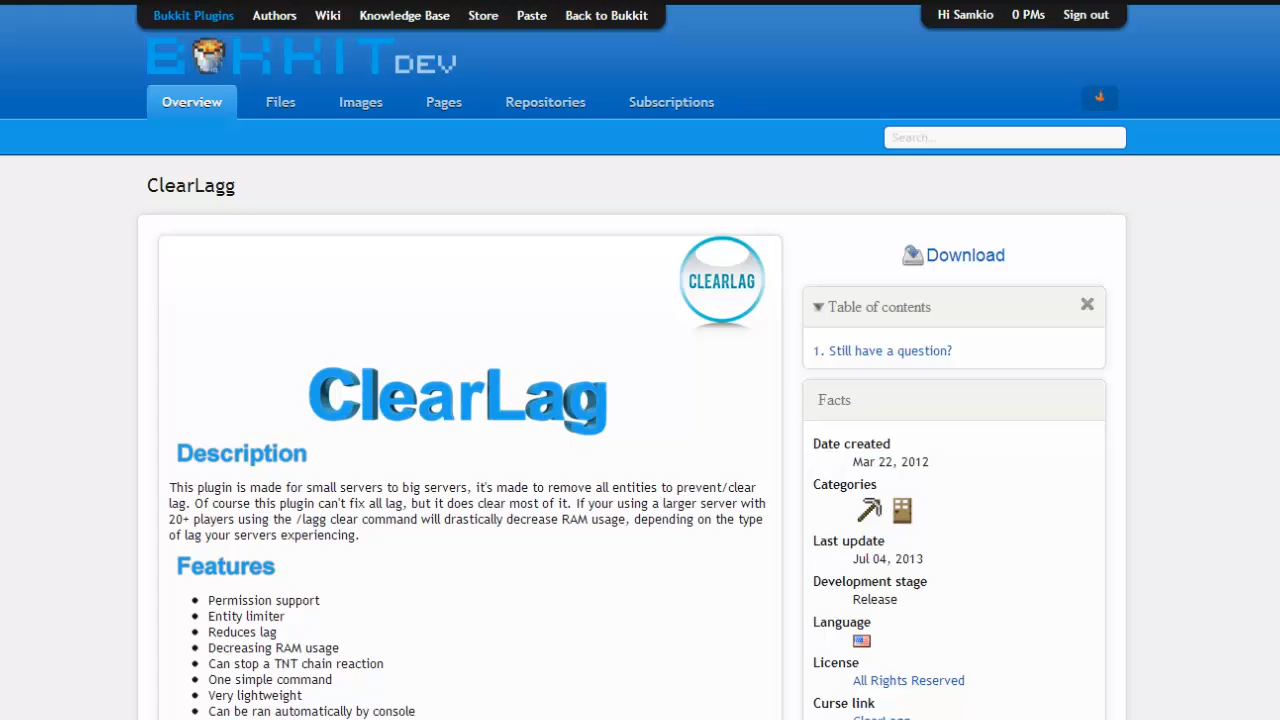 Bukkit Plugins Authors Wiki Knowledge Base Store Paste Back to Bukkit
Hi Samkio 0 PMs Sign out
BUKKIT DEV
Overview Files Images Pages Repositories Subscriptions
Search...
ClearLagg
CLEARLAG
ClearLag
Description
This plugin is made for small servers to big servers, it's made to remove all entities to prevent/clear
lag. Of course this plugin can't fix all lag, but it does clear most of it. If your using a larger server with
20+ players using the /lagg clear command will drastically decrease RAM usage, depending on the type
of lag your servers experiencing.
Features
Permission support
Entity limiter
Reduces lag
Decreasing RAM usage
Can stop a TNT chain reaction
One simple command
Very lightweight
Can be ran automatically by console
Download
Table of contents
1. Still have a question?
Facts
Date created
Mar 22, 2012
Categories
Last update
Jul 04, 2013
Development stage
Release
Language
License
All Rights Reserved
Curse link
ClearLagg